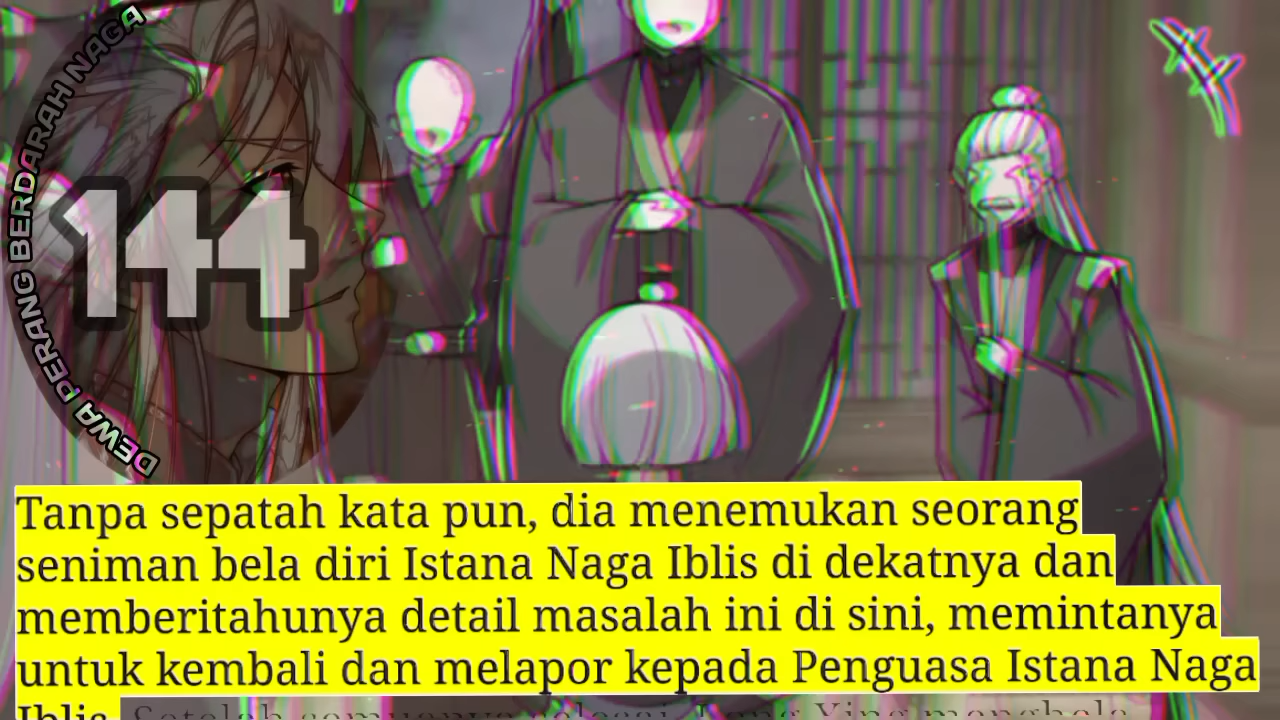 DEWA PERANG BERDARAH NAGA
144
Tanpa sepatah kata pun, dia menemukan seorang
seniman bela diri Istana Naga Iblis di dekatnya dan
memberitahunya detail masalah ini di sini, memintanya
untuk kembali dan melapor kepada Penguasa Istana Naga
Iblis.